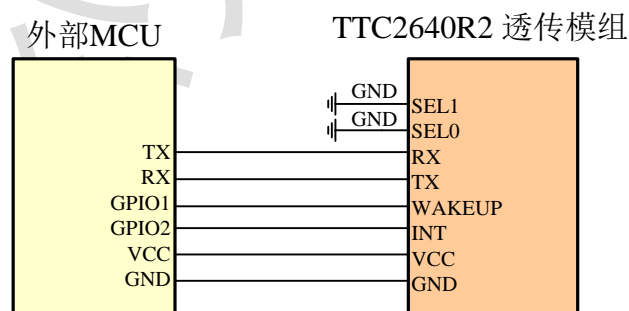 外部MCU
TTC2640R2 透传模组
GND
SEL1
GND
SEL0
TX
RX
RX
TX
GPIO1
WAKEUP
GPIO2
INT
VCC
VCC
GND
GND